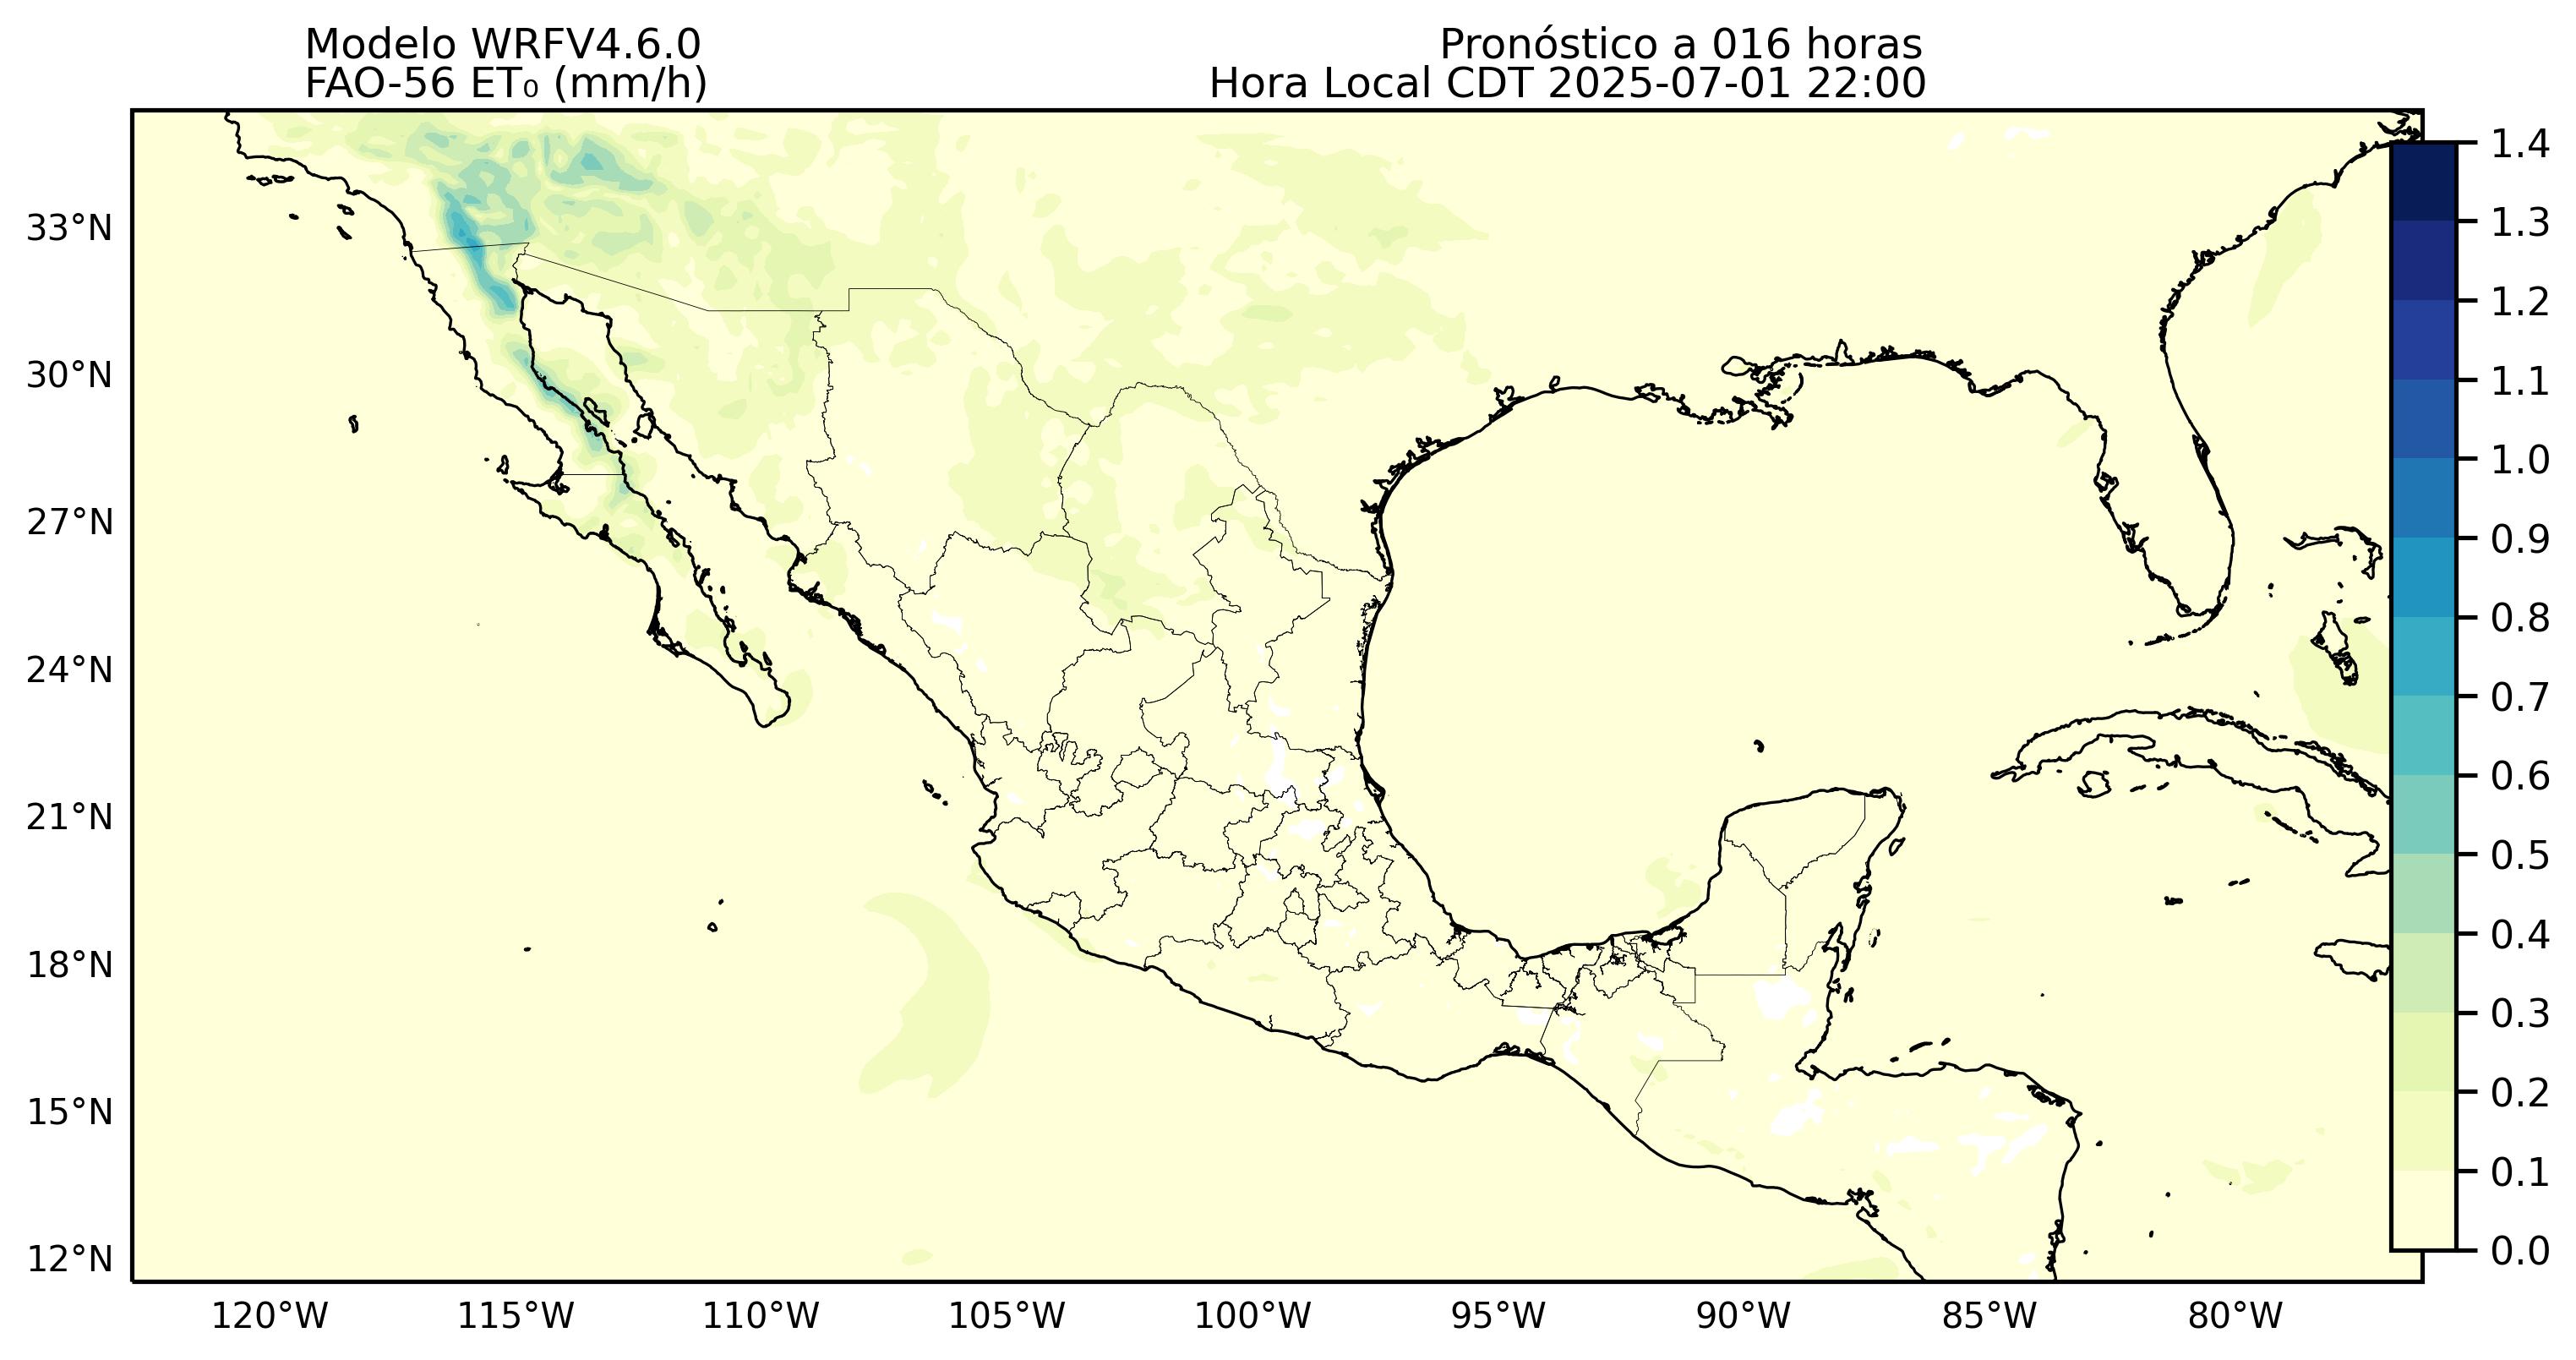 Modelo WRFV4.6.0
FAO-56 ET₀ (mm/h)
Pronóstico a 016 horas
Hora Local CDT 2025-07-01 22:00
33°N
30°N
27°N
24°N
21°N
18°N
15°N
12°N
120°W
115°W
110°W
105°W
100°W
95°W
90°W
85°W
80°W
1.4
1.3
1.2
1.1
1.0
0.9
0.8
0.7
0.6
0.5
0.4
0.3
0.2
0.1
0.0